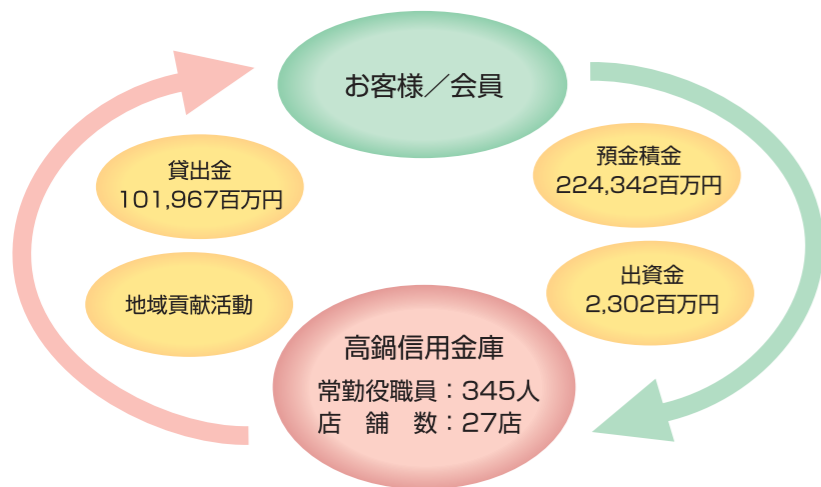 お客様／会員
貸出金
101,967百万円
預金積金
224,342百万円
地域貢献活動
出資金
2,302百万円
高鍋信用金庫
常勤役職員：345人
店　舗　数：27店